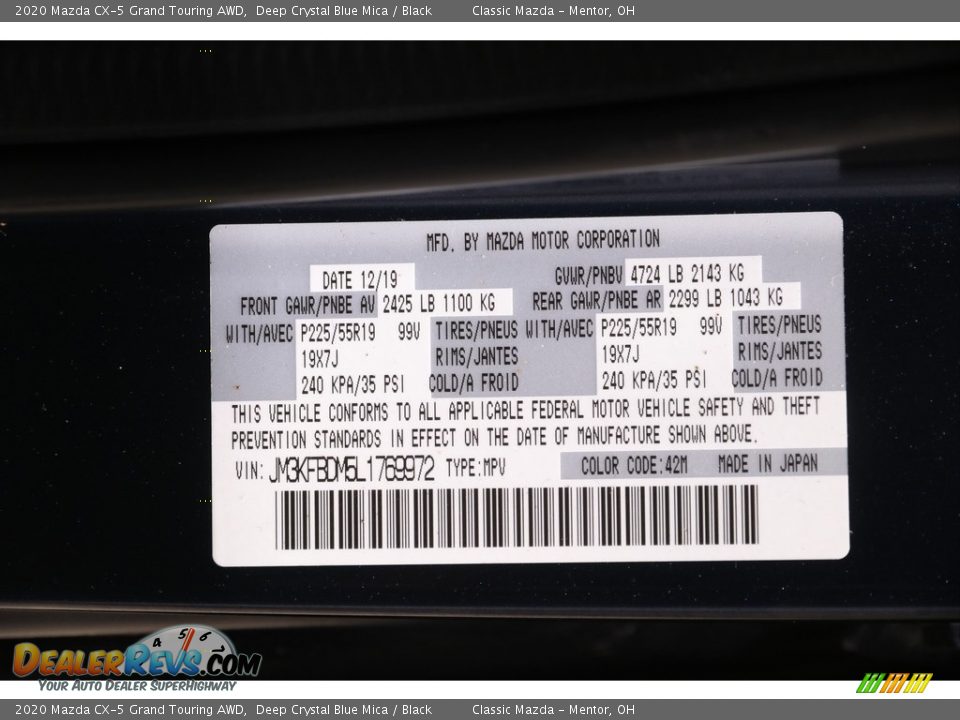 2020 Mazda CX-5 Grand Touring AWD, Deep Crystal Blue Mica / Black Classic Mazda - Mentor, OH
MFD. BY MAZDA MOTOR CORPORATION
DATE 12/19 GVWR/PNBV 4724 LB 2143 KG
FRONT GAWR/PNBE AV 2425 LB 1100 KG REAR GAWR/PNBE AR 2299 LB 1043 KG
WITH/AVEC P225/55R19 99V TIRES/PNEUS WITH/AVEC P225/55R19 99V TIRES/PNEUS
19X7J RIMS/JANTES 19X7J RIMS/JANTES
240 KPA/35 PSI COLD/A FROID 240 KPA/35 PSI COLD/A FROID
THIS VEHICLE CONFORMS TO ALL APPLICABLE FEDERAL MOTOR VEHICLE SAFETY AND THEFT
PREVENTION STANDARDS IN EFFECT ON THE DATE OF MANUFACTURE SHOWN ABOVE.
VIN: JM3KFBDM5L1769972 TYPE:MPV COLOR CODE:42M MADE IN JAPAN
4 5 6 7
DEALERREVS.COM
YOUR AUTO DEALER SUPERHIGHWAY
2020 Mazda CX-5 Grand Touring AWD, Deep Crystal Blue Mica / Black Classic Mazda - Mentor, OH